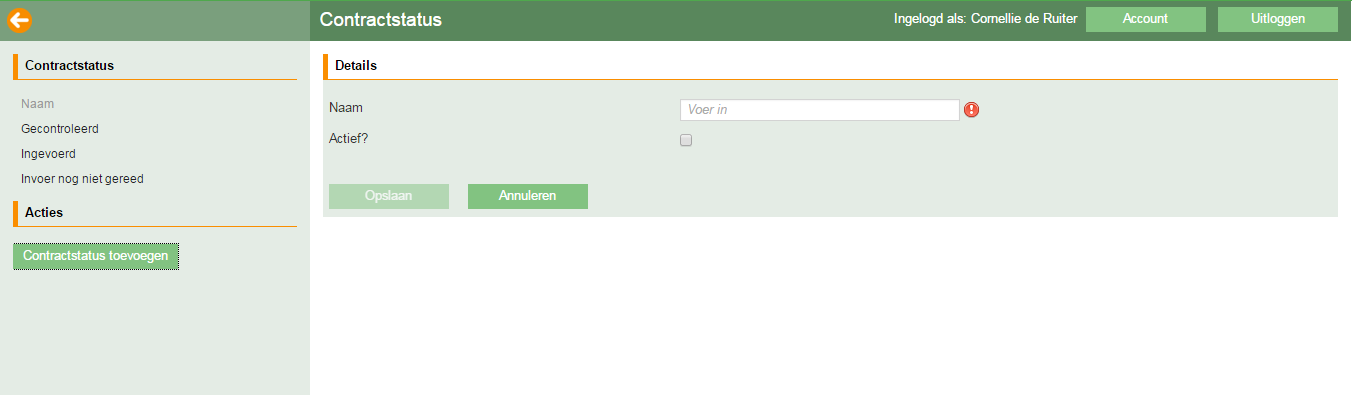 Contractstatus
Ingelogd als: Cornellie de Ruiter
Account
Uitloggen
Contractstatus
Naam
Gecontroleerd
Ingevoerd
Invoer nog niet gereed
Acties
Contractstatus toevoegen
Details
Naam
Voer in
Actief?
Opslaan
Annuleren